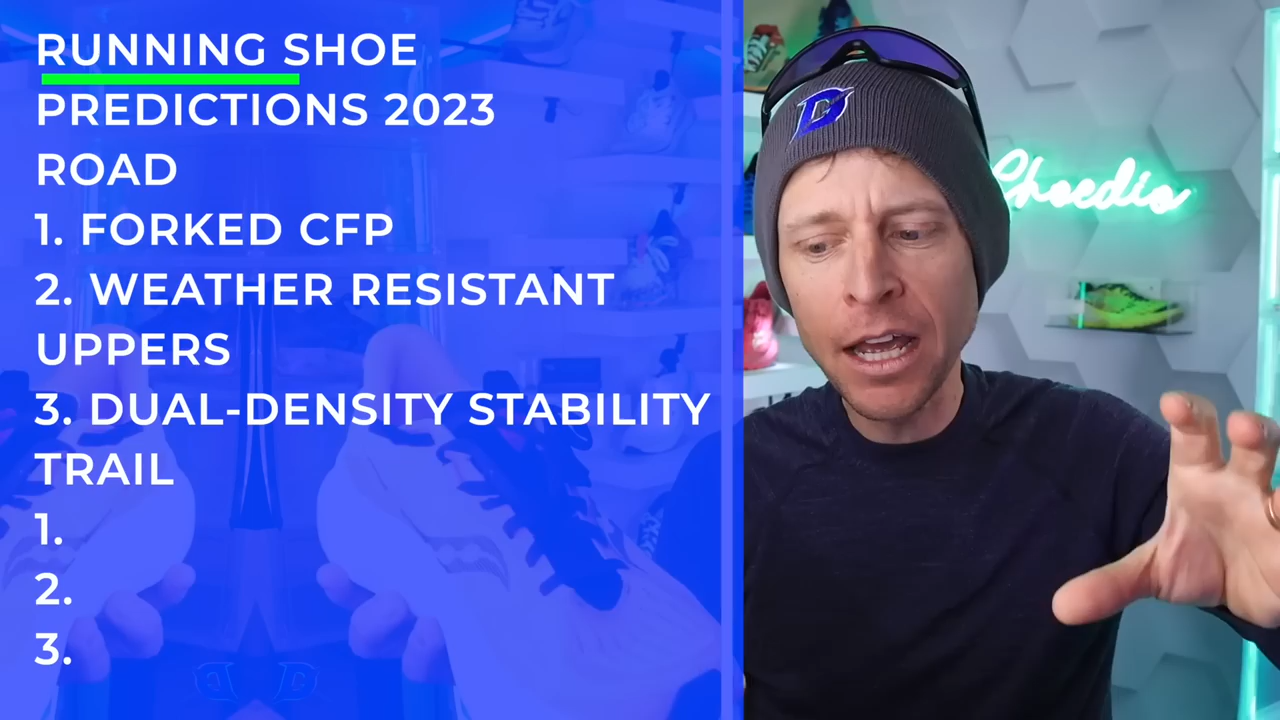 RUNNING SHOE
PREDICTIONS 2023
ROAD
1. FORKED CFP
2. WEATHER RESISTANT
UPPERS
3. DUAL-DENSITY STABILITY
TRAIL
1.
2.
3.
Shoedio
D